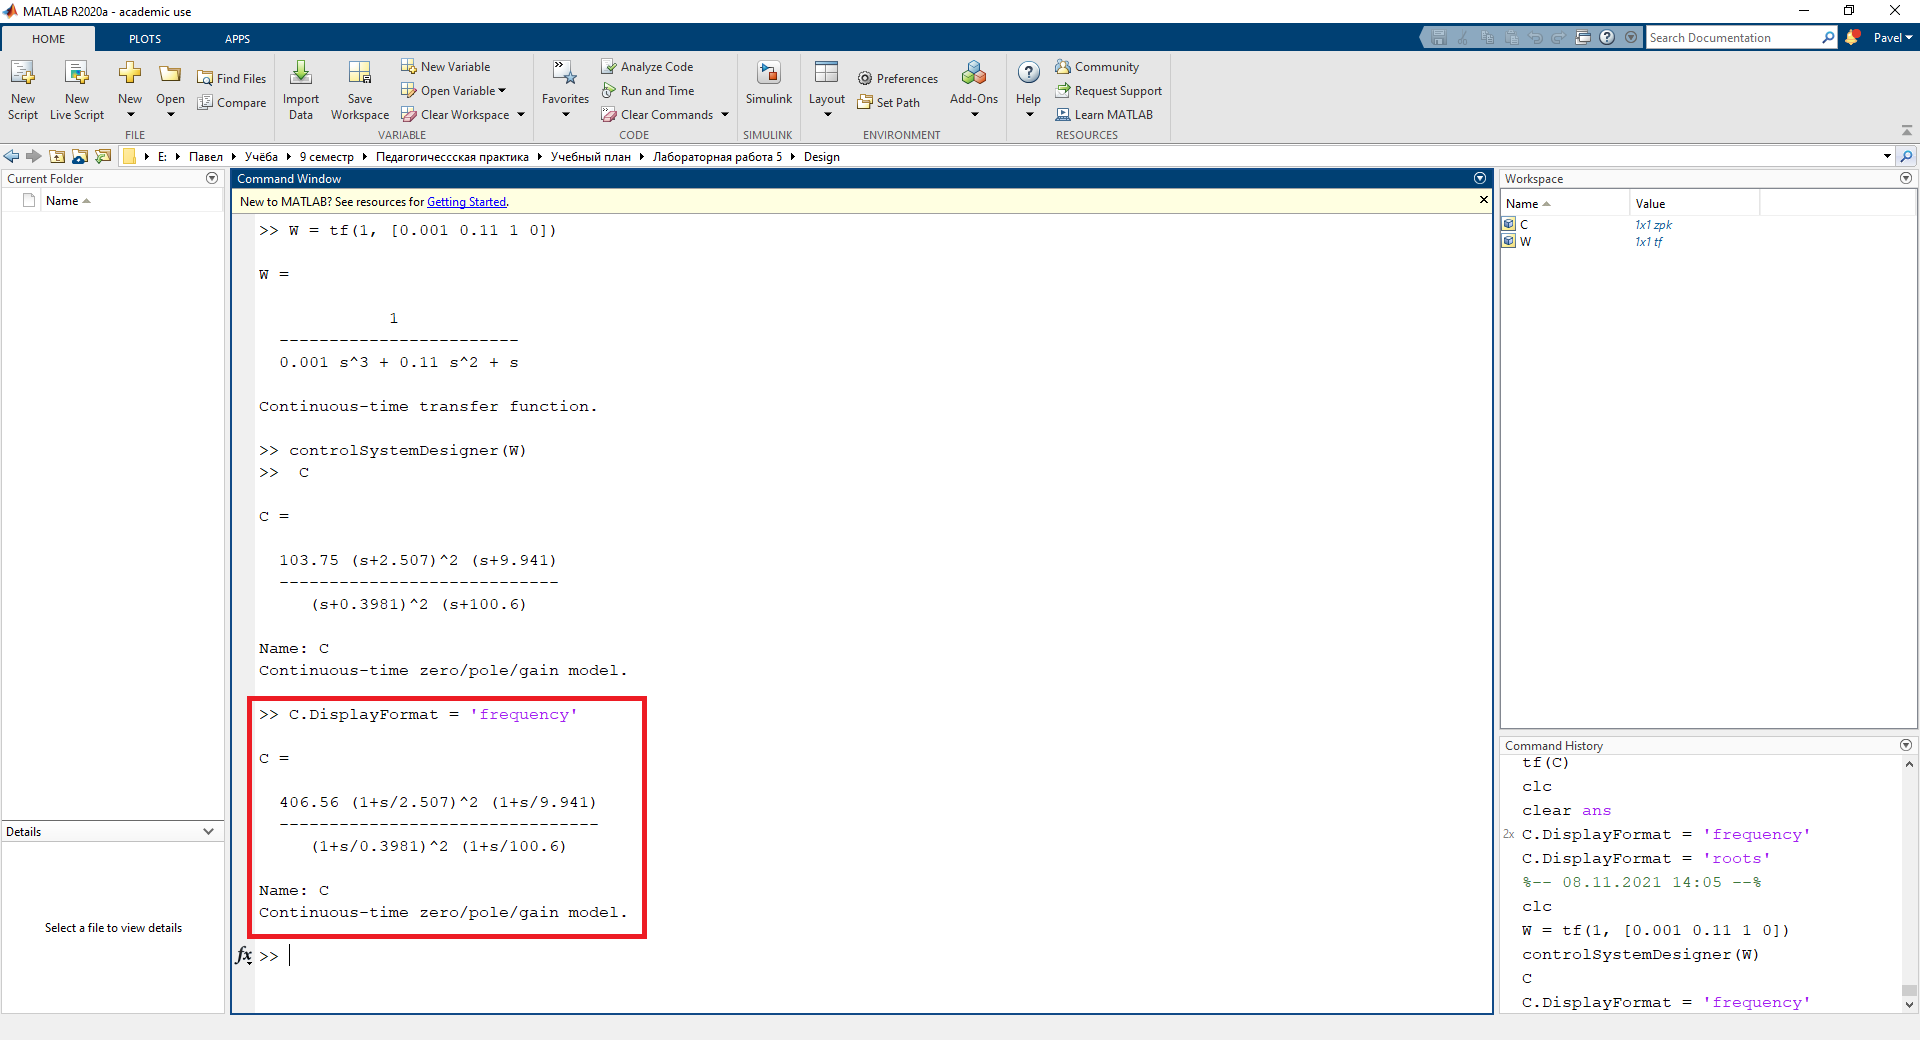 MATLAB R2020a - academic use
HOME PLOTS APPS
Search Documentation
Pavel
New Script
New Live Script
New
Open
Find Files
Compare
FILE
Import Data
Save Workspace
New Variable
Open Variable
Clear Workspace
VARIABLE
Favorites
Analyze Code
Run and Time
Clear Commands
CODE
Simulink
SIMULINK
Layout
Preferences
Set Path
Add-Ons
ENVIRONMENT
Help
Community
Request Support
Learn MATLAB
RESOURCES
E: Павел Учёба 9 семестр Педагогичессская практика Учебный план Лабораторная работа 5 Design
Current Folder
Name
Details
Select a file to view details
Command Window
New to MATLAB? See resources for Getting Started.
>> W = tf(1, [0.001 0.11 1 0])
W =
1
------------------------
0.001 s^3 + 0.11 s^2 + s
Continuous-time transfer function.
>> controlSystemDesigner(W)
>>  C
C =
103.75 (s+2.507)^2 (s+9.941)
----------------------------
(s+0.3981)^2 (s+100.6)
Name: C
Continuous-time zero/pole/gain model.
>> C.DisplayFormat = 'frequency'
C =
406.56 (1+s/2.507)^2 (1+s/9.941)
--------------------------------
(1+s/0.3981)^2 (1+s/100.6)
Name: C
Continuous-time zero/pole/gain model.
fx >>
Workspace
Name Value
C 1x1 zpk
W 1x1 tf
Command History
tf(C)
clc
clear ans
2x C.DisplayFormat = 'frequency'
C.DisplayFormat = 'roots'
%-- 08.11.2021 14:05 --%
clc
W = tf(1, [0.001 0.11 1 0])
controlSystemDesigner(W)
C
C.DisplayFormat = 'frequency'